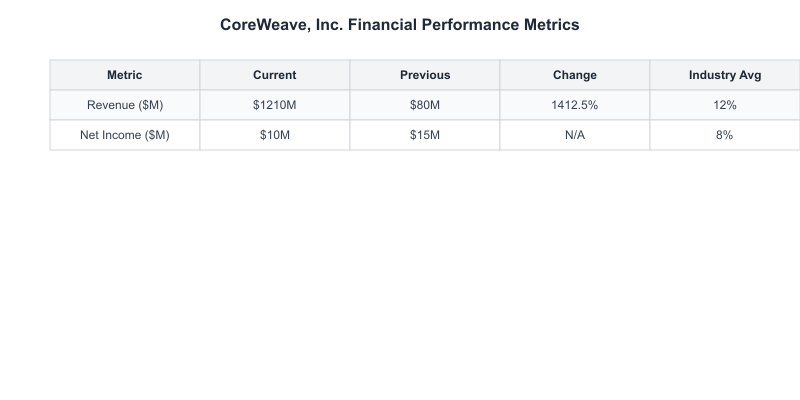 CoreWeave, Inc. Financial Performance Metrics
Metric Current Previous Change Industry Avg
Revenue ($M) $1210M $80M 1412.5% 12%
Net Income ($M) $10M $15M N/A 8%